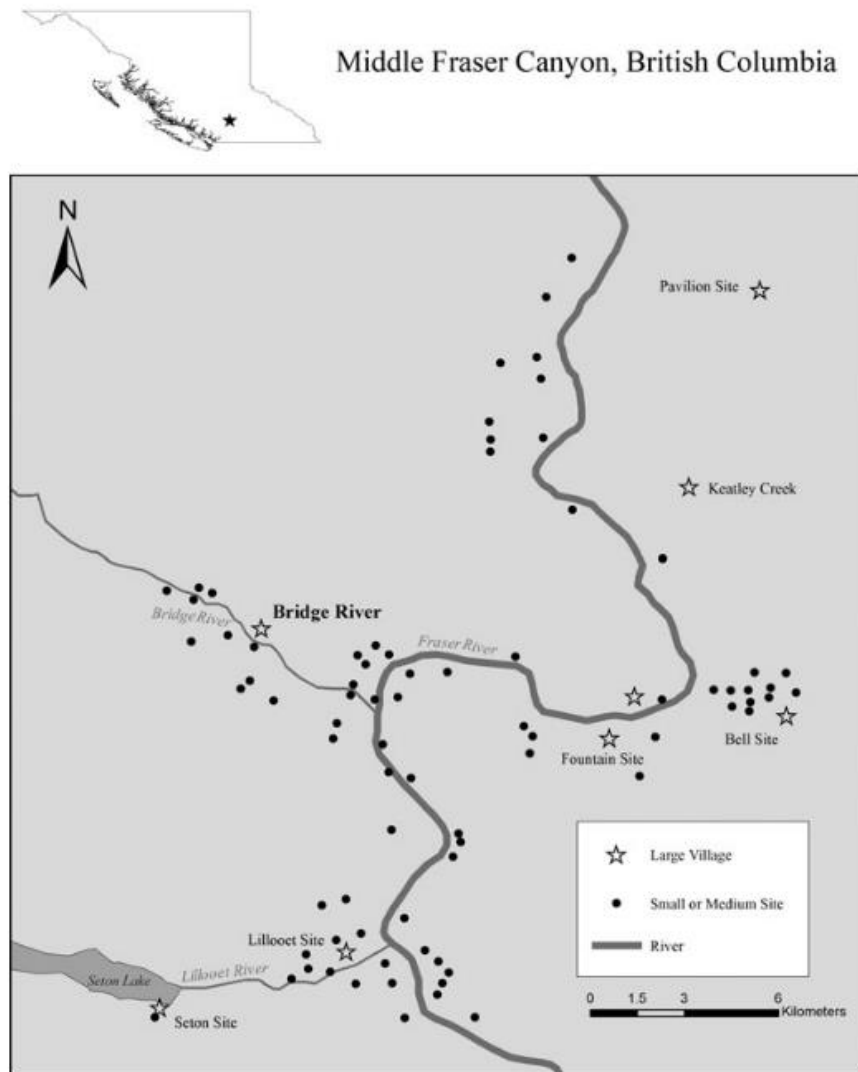 Middle Fraser Canyon, British Columbia
N
Pavilion Site
Keatley Creek
Bridge River
Bridge River
Fraser River
Bell Site
Fountain Site
Large Village
Small or Medium Site
Lillooet Site
River
Lillooet River
Seton Lake
0 1.5 3 6
Kilometers
Seton Site